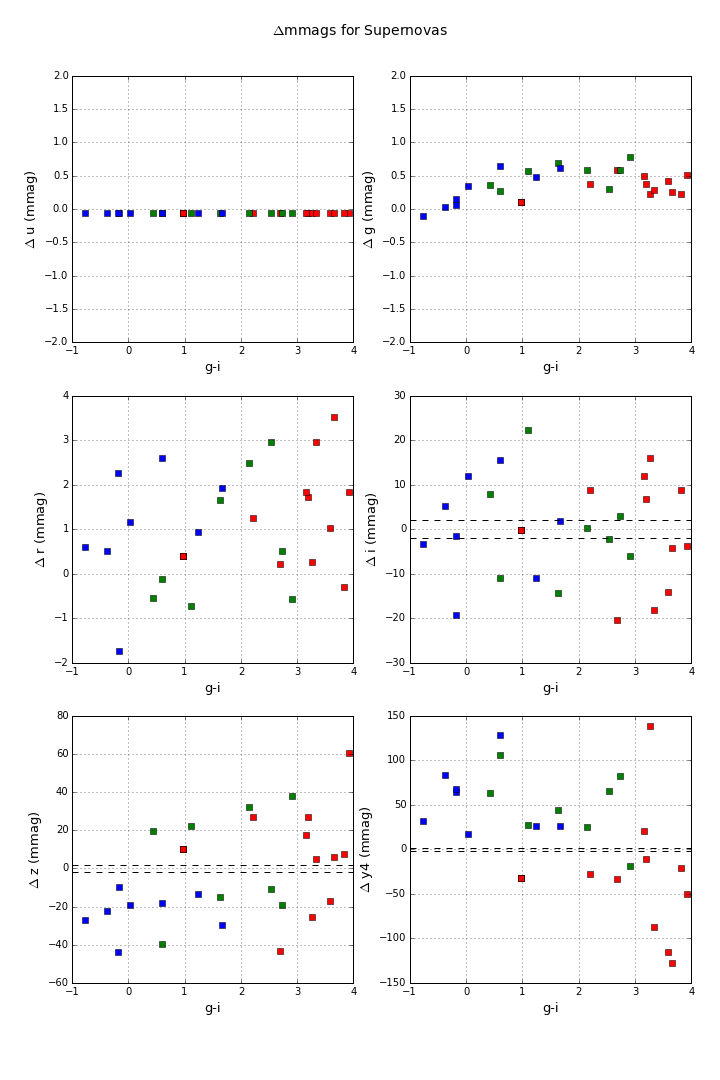 Δmmags for Supernovas
2.0
1.5
1.0
0.5
0.0
−0.5
−1.0
−1.5
−2.0
Δ u (mmag)
−1 0 1 2 3 4
g-i
2.0
1.5
1.0
0.5
0.0
−0.5
−1.0
−1.5
−2.0
Δ g (mmag)
−1 0 1 2 3 4
g-i
4
3
2
1
0
−1
−2
Δ r (mmag)
−1 0 1 2 3 4
g-i
30
20
10
0
−10
−20
−30
Δ i (mmag)
−1 0 1 2 3 4
g-i
80
60
40
20
0
−20
−40
−60
Δ z (mmag)
−1 0 1 2 3 4
g-i
150
100
50
0
−50
−100
−150
Δ y4 (mmag)
−1 0 1 2 3 4
g-i